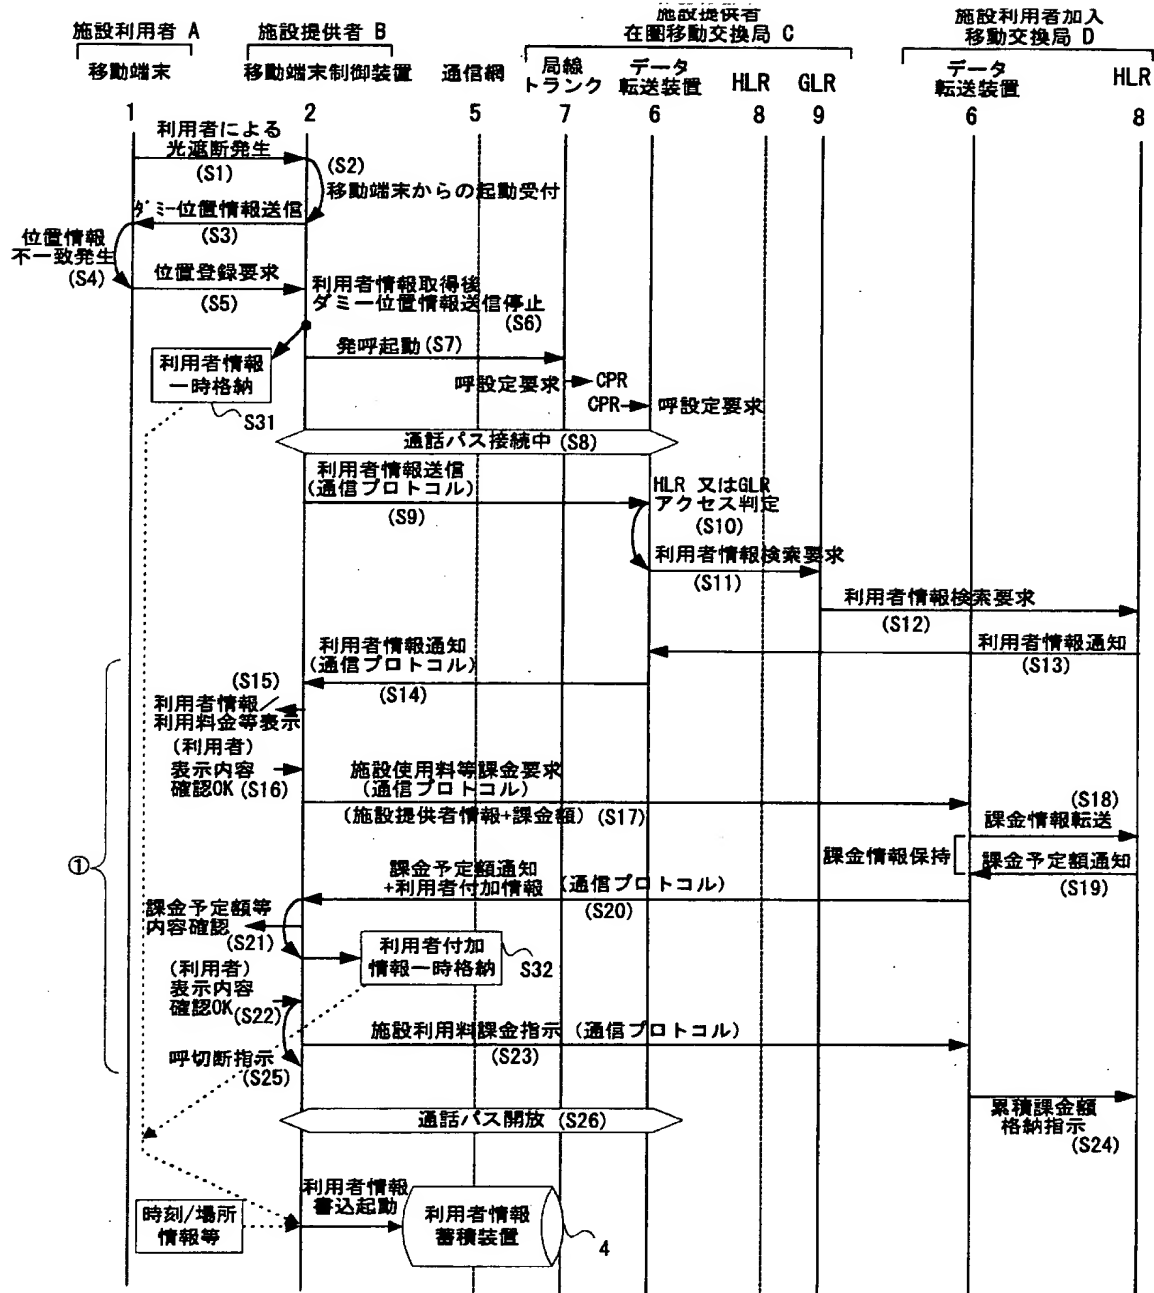 施設利用者 A
施設提供者 B
施設提供者
在圏移動交換局 C
施設利用者加入
移動交換局 D
移動端末
移動端末制御装置
通信網
局線
トランク
データ
転送装置
HLR
GLR
データ
転送装置
HLR
1
2
5
7
6
8
9
6
8
利用者による
光遮断発生
(S1)
(S2)
移動端末からの起動受付
ダミー位置情報送信
(S3)
位置情報
不一致発生
(S4)
位置登録要求
(S5)
利用者情報取得後
ダミー位置情報送信停止
(S6)
利用者情報
一時格納
S31
発呼起動(S7)
呼設定要求
CPR
CPR
呼設定要求
通話パス接続中(S8)
利用者情報送信
(通信プロトコル)
(S9)
HLR 又はGLR
アクセス判定
(S10)
利用者情報検索要求
(S11)
利用者情報検索要求
(S12)
利用者情報通知
(S13)
利用者情報通知
(通信プロトコル)
(S14)
(S15)
利用者情報／
利用料金等表示
(利用者)
表示内容
確認OK(S16)
施設使用料等課金要求
(通信プロトコル)
(施設提供者情報+課金額)(S17)
(S18)
課金情報転送
課金情報保持
課金予定額通知
(S19)
①
課金予定額通知
+利用者付加情報 (通信プロトコル)
(S20)
課金予定額等
内容確認
(S21)
利用者付加
情報一時格納
S32
(利用者)
表示内容
確認OK(S22)
施設利用料課金指示(通信プロトコル)
(S23)
呼切断指示
(S25)
累積課金額
格納指示
(S24)
通話パス開放(S26)
利用者情報
書込起動
時刻/場所
情報等
利用者情報
蓄積装置
4